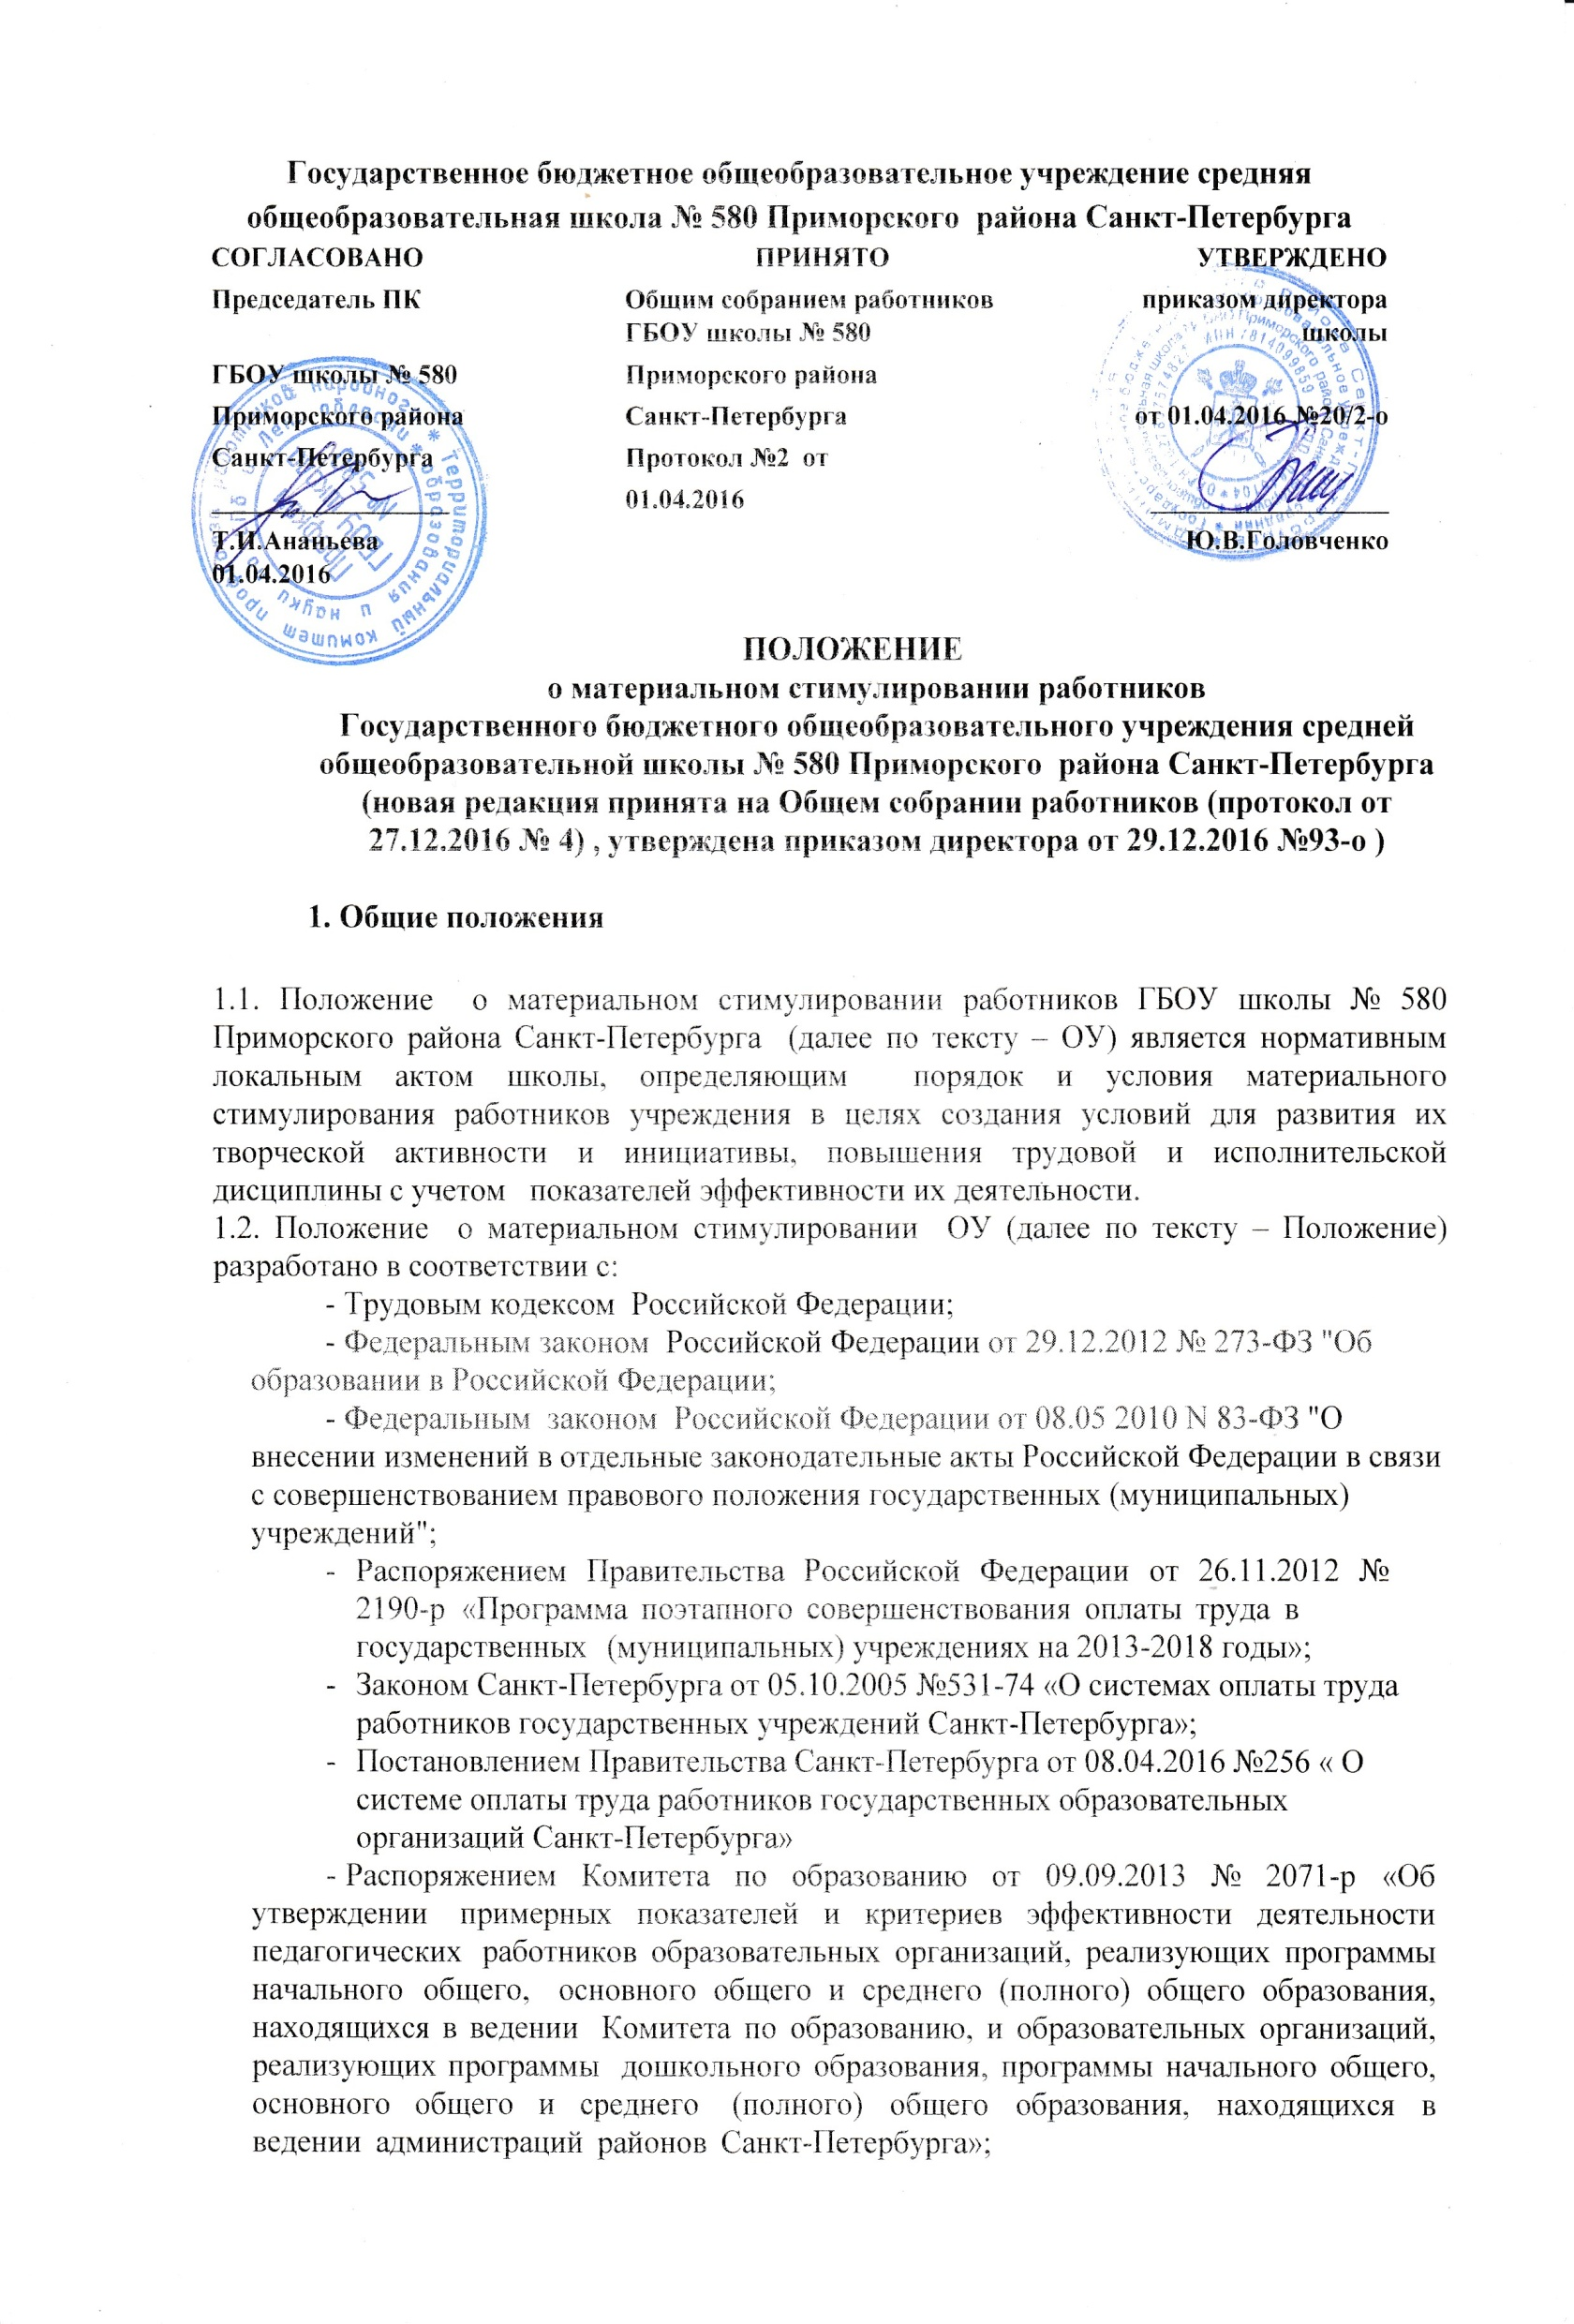 Государственное бюджетное общеобразовательное учреждение средняя
общеобразовательная школа № 580 Приморского района Санкт-Петербурга
СОГЛАСОВАНО
Председатель ПК
ГБОУ школы № 580
Приморского района
Санкт-Петербурга
Т.И.Ананьева
01.04.2016
ПРИНЯТО
Общим собранием работников
ГБОУ школы № 580
Приморского района
Санкт-Петербурга
Протокол №2 от
01.04.2016
УТВЕРЖДЕНО
приказом директора
школы
от 01.04.2016 №20/2-о
Ю.В.Головченко
ПОЛОЖЕНИЕ
о материальном стимулировании работников
Государственного бюджетного общеобразовательного учреждения средней
общеобразовательной школы № 580 Приморского района Санкт-Петербурга
(новая редакция принята на Общем собрании работников (протокол от
27.12.2016 № 4) , утверждена приказом директора от 29.12.2016 №93-о )
1. Общие положения
1.1. Положение о материальном стимулировании работников ГБОУ школы № 580
Приморского района Санкт-Петербурга (далее по тексту – ОУ) является нормативным
локальным актом школы, определяющим порядок и условия материального
стимулирования работников учреждения в целях создания условий для развития их
творческой активности и инициативы, повышения трудовой и исполнительской
дисциплины с учетом показателей эффективности их деятельности.
1.2. Положение о материальном стимулировании ОУ (далее по тексту – Положение)
разработано в соответствии с:
- Трудовым кодексом Российской Федерации;
- Федеральным законом Российской Федерации от 29.12.2012 № 273-ФЗ "Об
образовании в Российской Федерации;
- Федеральным законом Российской Федерации от 08.05 2010 N 83-ФЗ "О
внесении изменений в отдельные законодательные акты Российской Федерации в связи
с совершенствованием правового положения государственных (муниципальных)
учреждений";
- Распоряжением Правительства Российской Федерации от 26.11.2012 №
2190-р «Программа поэтапного совершенствования оплаты труда в
государственных (муниципальных) учреждениях на 2013-2018 годы»;
- Законом Санкт-Петербурга от 05.10.2005 №531-74 «О системах оплаты труда
работников государственных учреждений Санкт-Петербурга»;
- Постановлением Правительства Санкт-Петербурга от 08.04.2016 №256 « О
системе оплаты труда работников государственных образовательных
организаций Санкт-Петербурга»
- Распоряжением Комитета по образованию от 09.09.2013 № 2071-р «Об
утверждении примерных показателей и критериев эффективности деятельности
педагогических работников образовательных организаций, реализующих программы
начального общего, основного общего и среднего (полного) общего образования,
находящихся в ведении Комитета по образованию, и образовательных организаций,
реализующих программы дошкольного образования, программы начального общего,
основного общего и среднего (полного) общего образования, находящихся в
ведении администраций районов Санкт-Петербурга»;